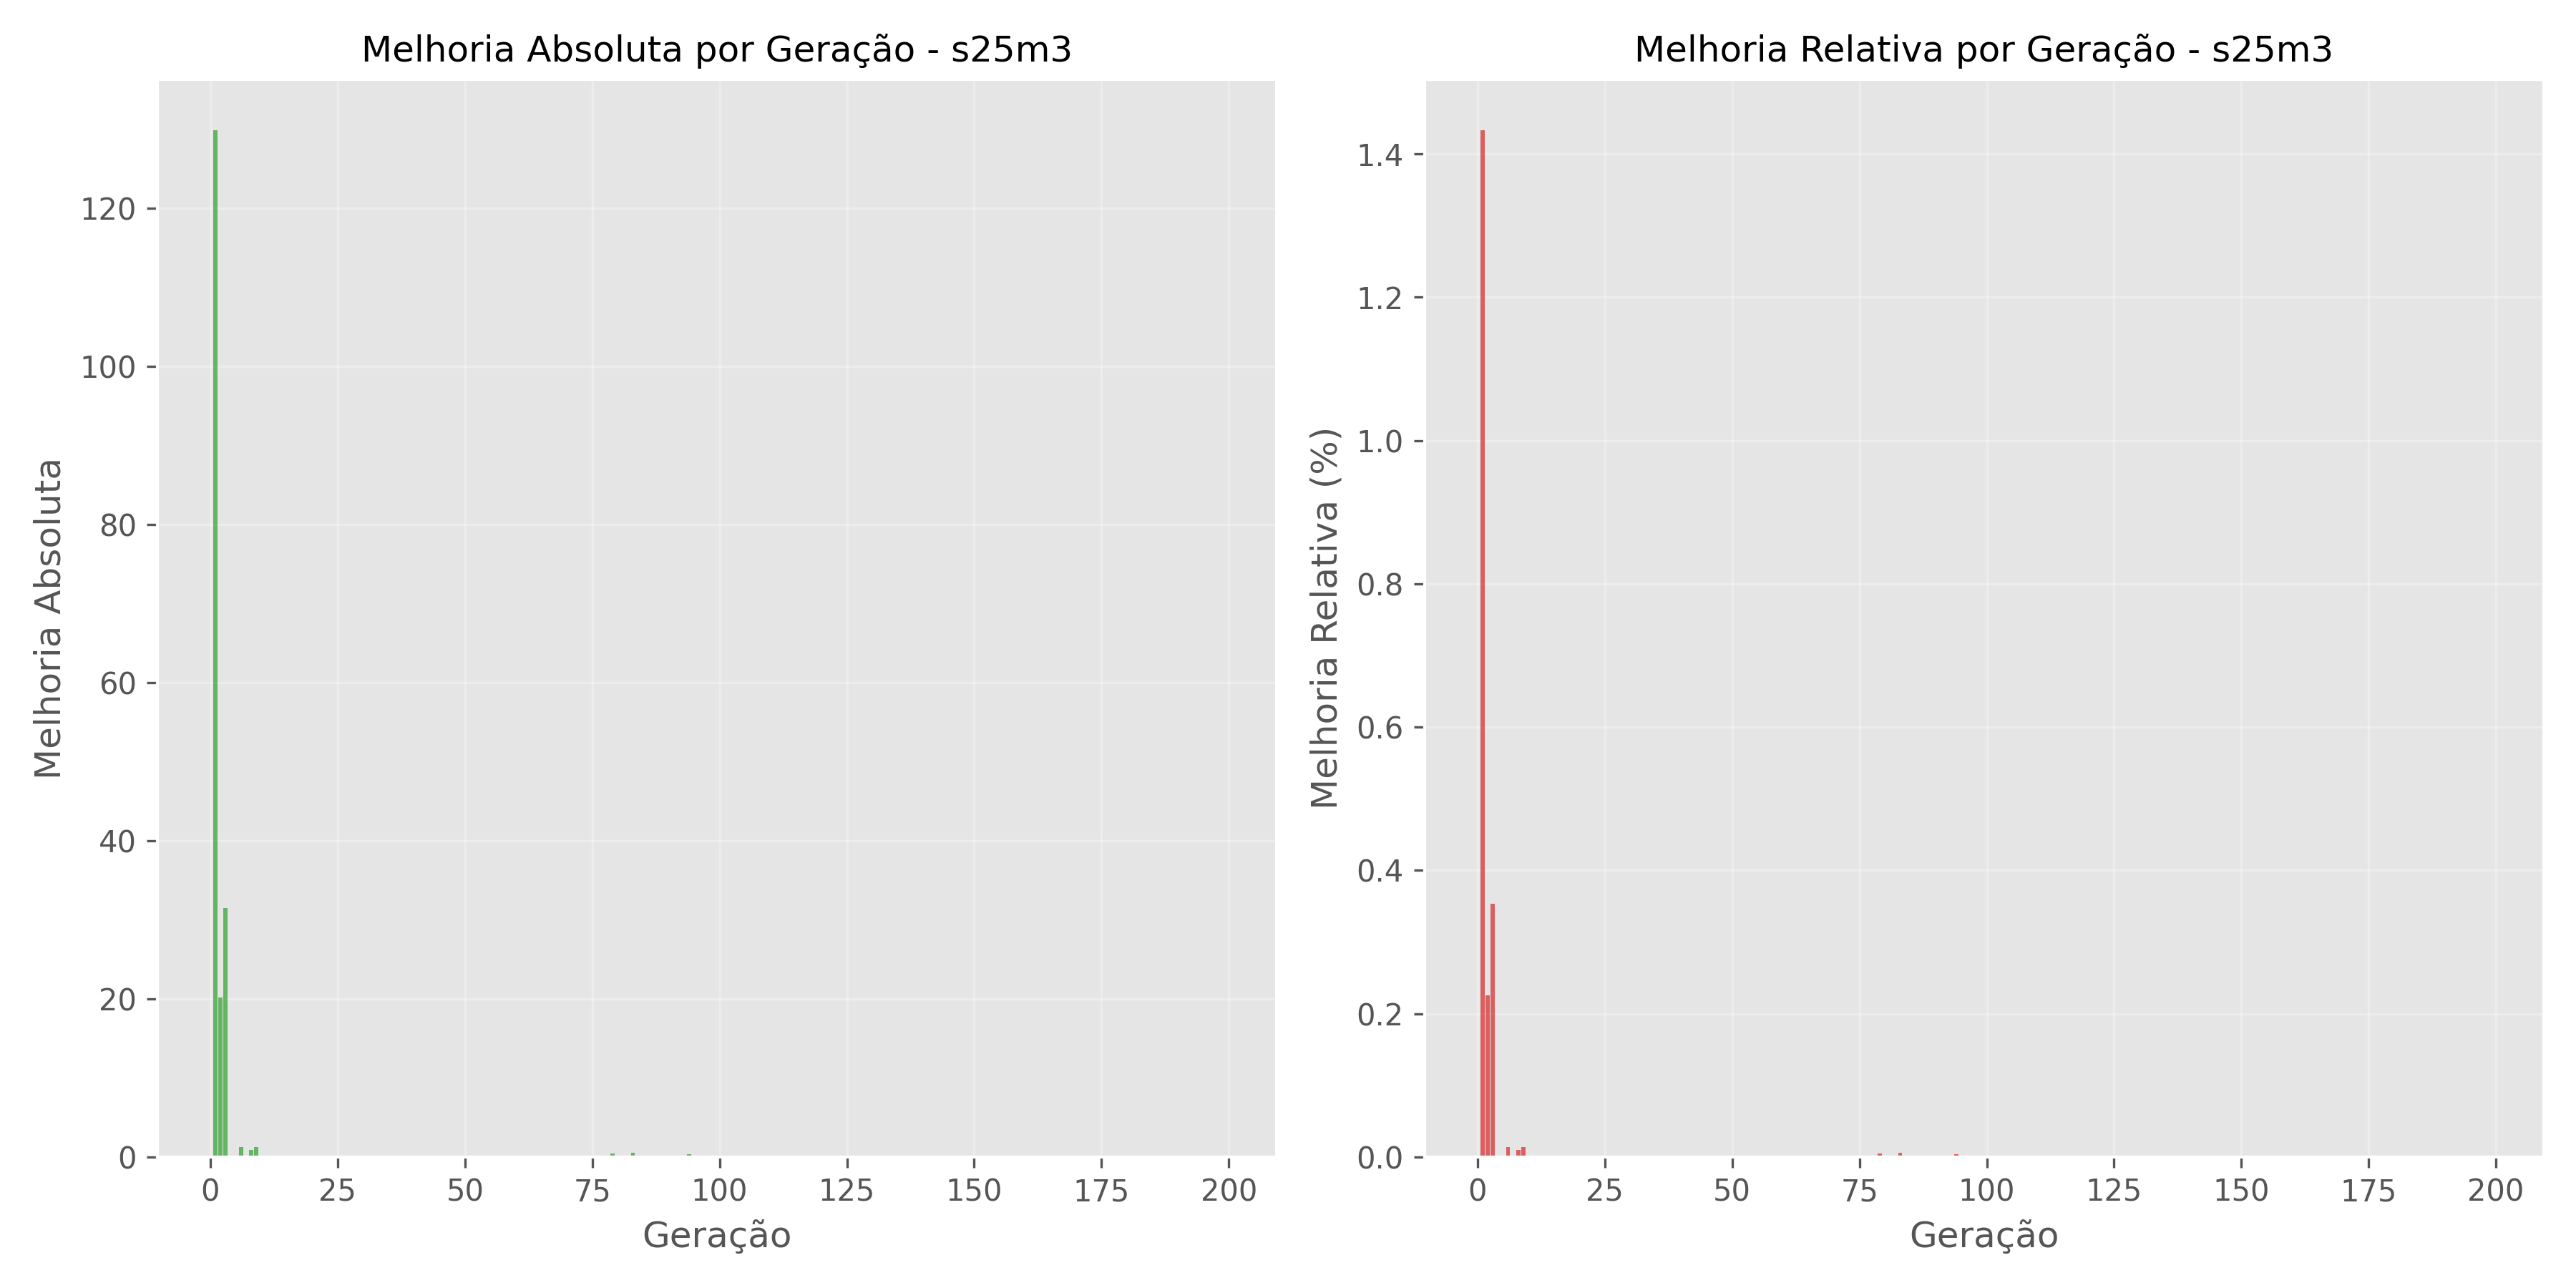 Melhoria Absoluta por Geração - s25m3
Melhoria Absoluta
120
100
80
60
40
20
0
0 25 50 75 100 125 150 175 200
Geração
Melhoria Relativa por Geração - s25m3
Melhoria Relativa (%)
1.4
1.2
1.0
0.8
0.6
0.4
0.2
0.0
0 25 50 75 100 125 150 175 200
Geração